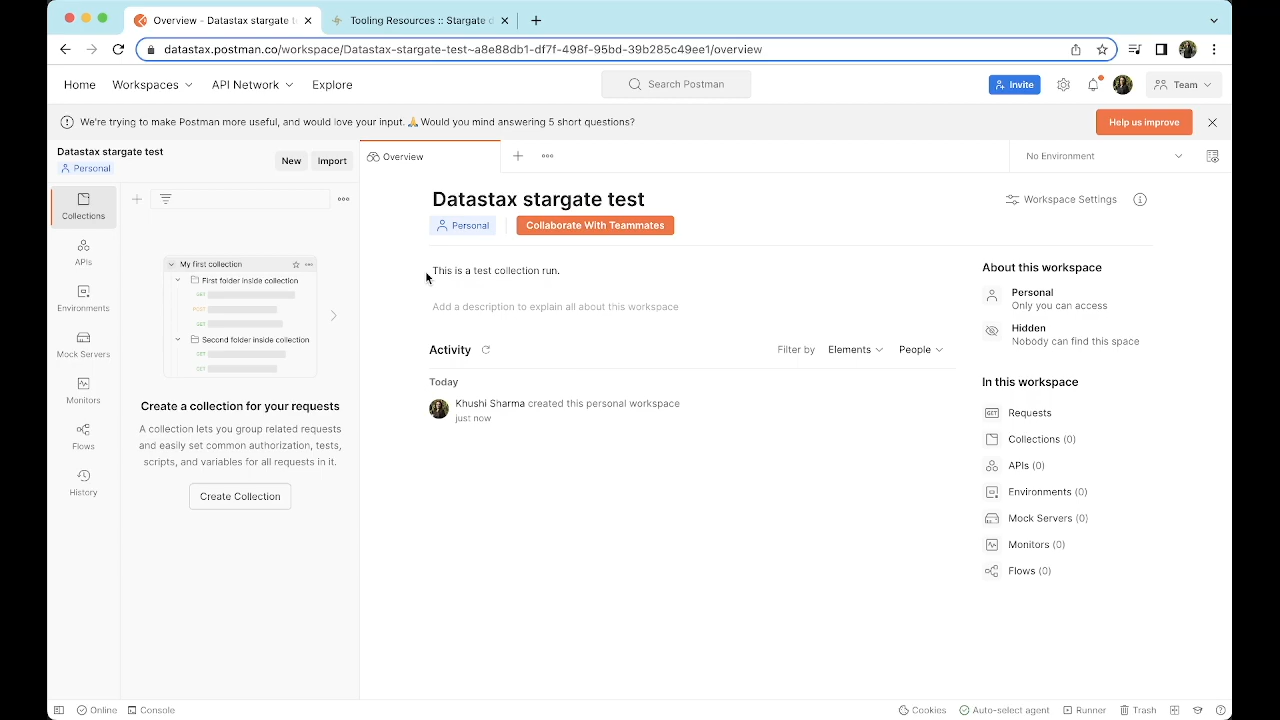 Overview - Datastax stargate t
Tooling Resources :: Stargate d
datastax.postman.co/workspace/Datastax-stargate-test~a8e88db1-df7f-498f-95bd-39b285c49ee1/overview
Home
Workspaces
API Network
Explore
Search Postman
Invite
Team
We're trying to make Postman more useful, and would love your input. 🙏 Would you mind answering 5 short questions?
Help us improve
Datastax stargate test
Personal
New
Import
Overview
No Environment
Collections
APIs
Environments
Mock Servers
Monitors
Flows
History
My first collection
First folder inside collection
GET
POST
GET
Second folder inside collection
GET
GET
Create a collection for your requests
A collection lets you group related requests
and easily set common authorization, tests,
scripts, and variables for all requests in it.
Create Collection
Datastax stargate test
Personal
Collaborate With Teammates
Workspace Settings
This is a test collection run.
Add a description to explain all about this workspace
Activity
Filter by
Elements
People
Today
Khushi Sharma created this personal workspace
just now
About this workspace
Personal
Only you can access
Hidden
Nobody can find this space
In this workspace
GET
Requests
Collections (0)
APIs (0)
Environments (0)
Mock Servers (0)
Monitors (0)
Flows (0)
Online
Console
Cookies
Auto-select agent
Runner
Trash